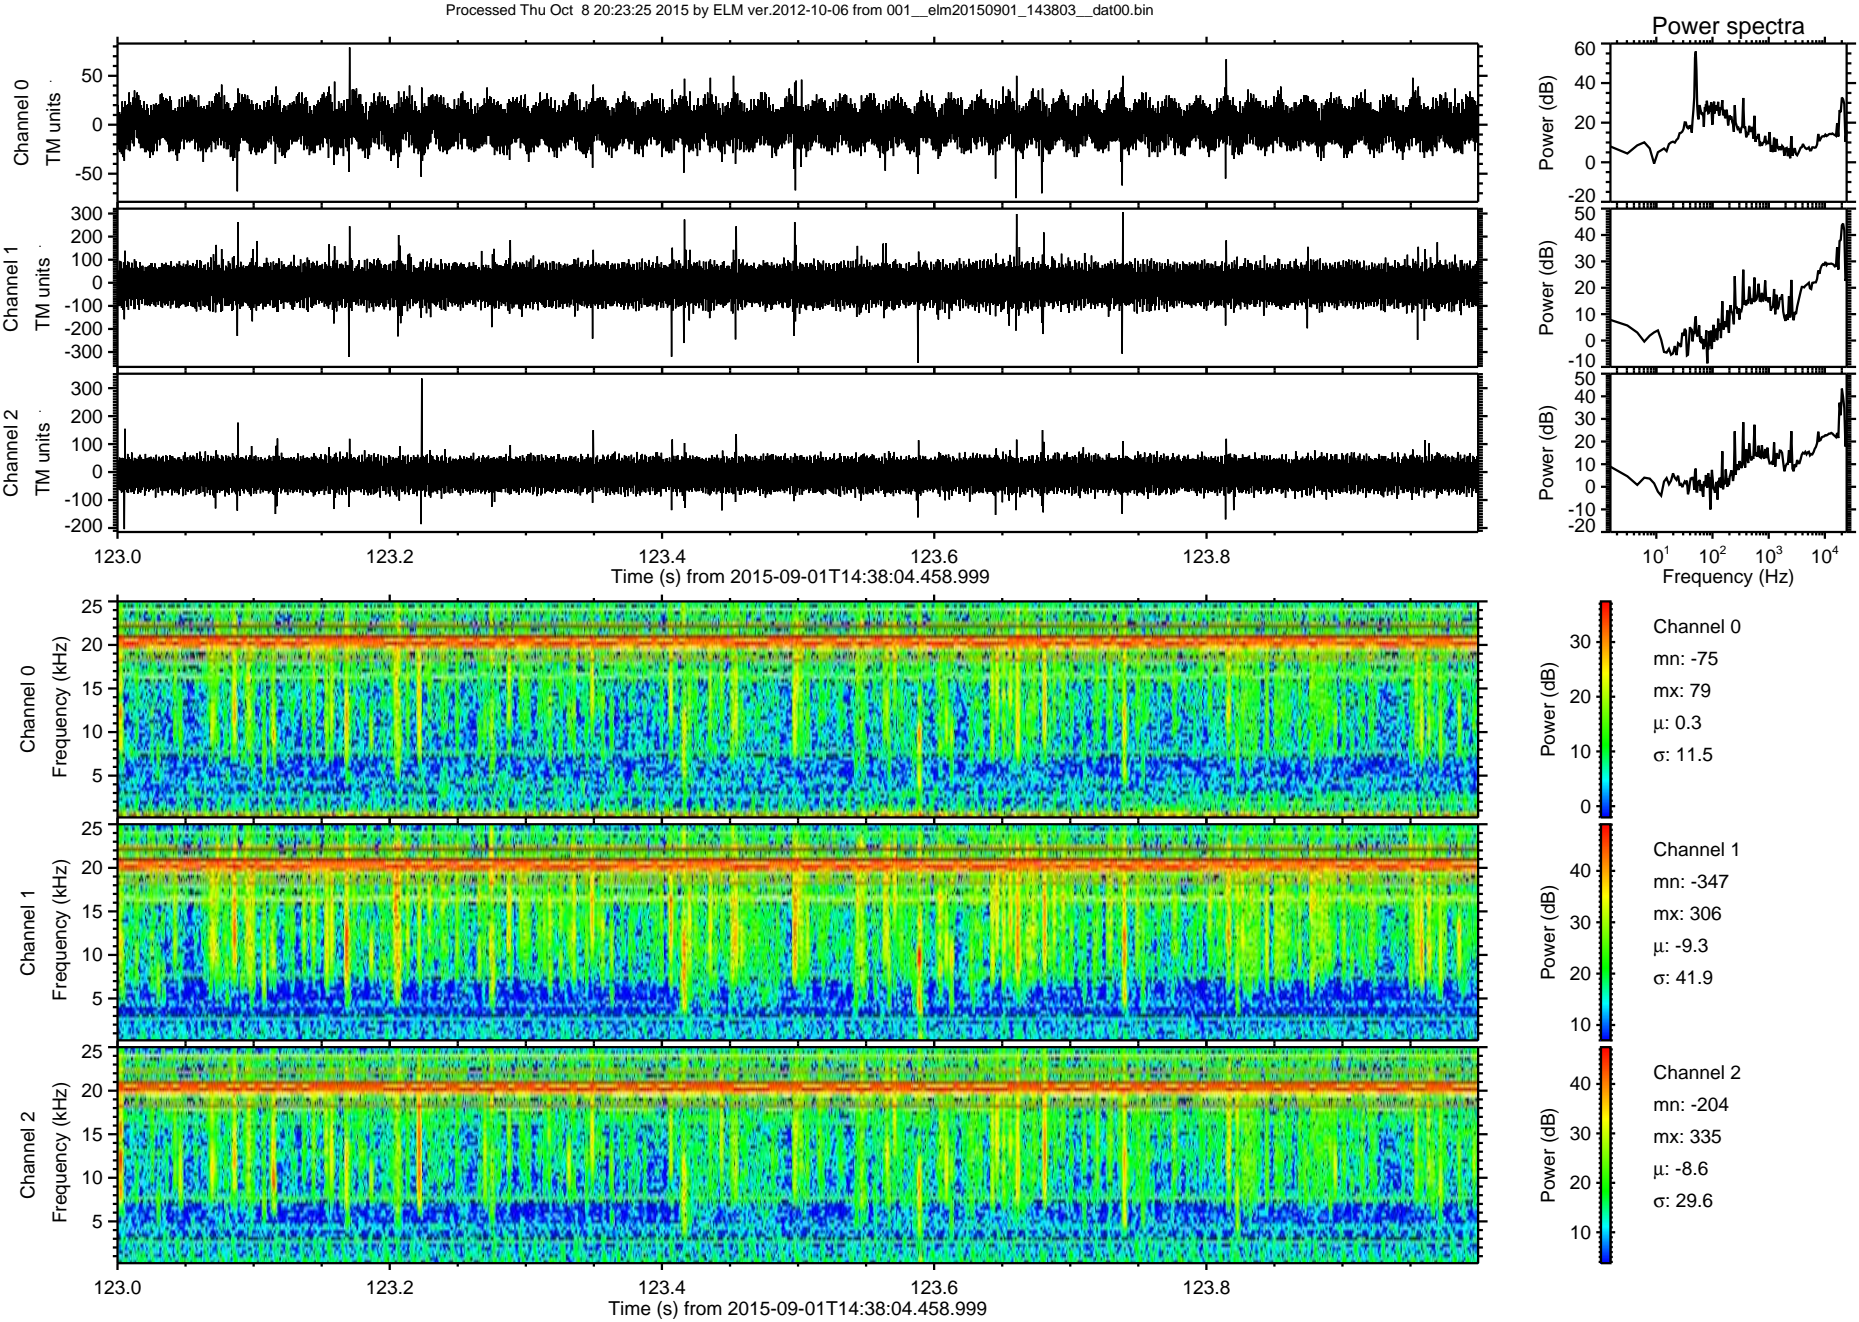 Processed Thu Oct  8 20:23:25 2015 by ELM ver.2012-10-06 from 001__elm20150901_143803__dat00.bin
Power spectra
Channel 0
TM units
50
0
-50
Power (dB)
60
40
20
0
-20
Channel 1
TM units
300
200
100
0
-100
-200
-300
Power (dB)
50
40
30
20
10
0
-10
Channel 2
TM units
300
200
100
0
-100
-200
Power (dB)
50
40
30
20
10
0
-10
-20
123.0 123.2 123.4 123.6 123.8
Time (s) from 2015-09-01T14:38:04.458.999
10^1 10^2 10^3 10^4
Frequency (Hz)
Channel 0
Frequency (kHz)
25
20
15
10
5
Power (dB)
30
20
10
0
Channel 0
mn: -75
mx: 79
μ: 0.3
σ: 11.5
Channel 1
Frequency (kHz)
25
20
15
10
5
Power (dB)
40
30
20
10
Channel 1
mn: -347
mx: 306
μ: -9.3
σ: 41.9
Channel 2
Frequency (kHz)
25
20
15
10
5
Power (dB)
40
30
20
10
Channel 2
mn: -204
mx: 335
μ: -8.6
σ: 29.6
123.0 123.2 123.4 123.6 123.8
Time (s) from 2015-09-01T14:38:04.458.999